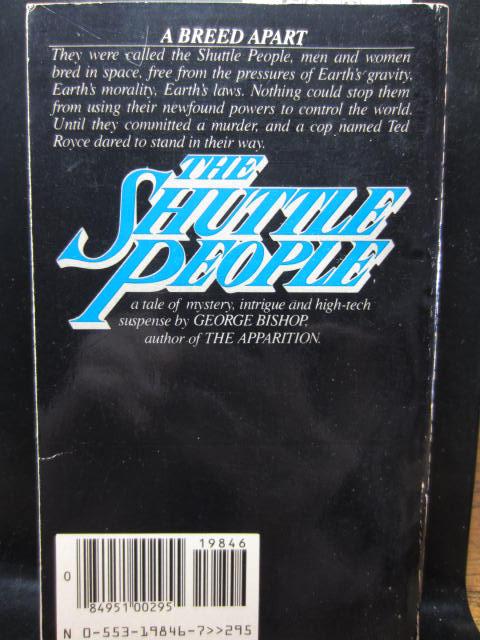 A BREED APART
They were called the Shuttle People, men and women
bred in space, free from the pressures of Earth's gravity,
Earth's morality, Earth's laws. Nothing could stop them
from using their newfound powers to control the world.
Until they committed a murder, and a cop named Ted
Royce dared to stand in their way.
THE
SHUTTLE
PEOPLE
a tale of mystery, intrigue and high-tech
suspense by GEORGE BISHOP,
author of THE APPARITION.
19846
0
84951 00295
N 0-553-19846-7>>295